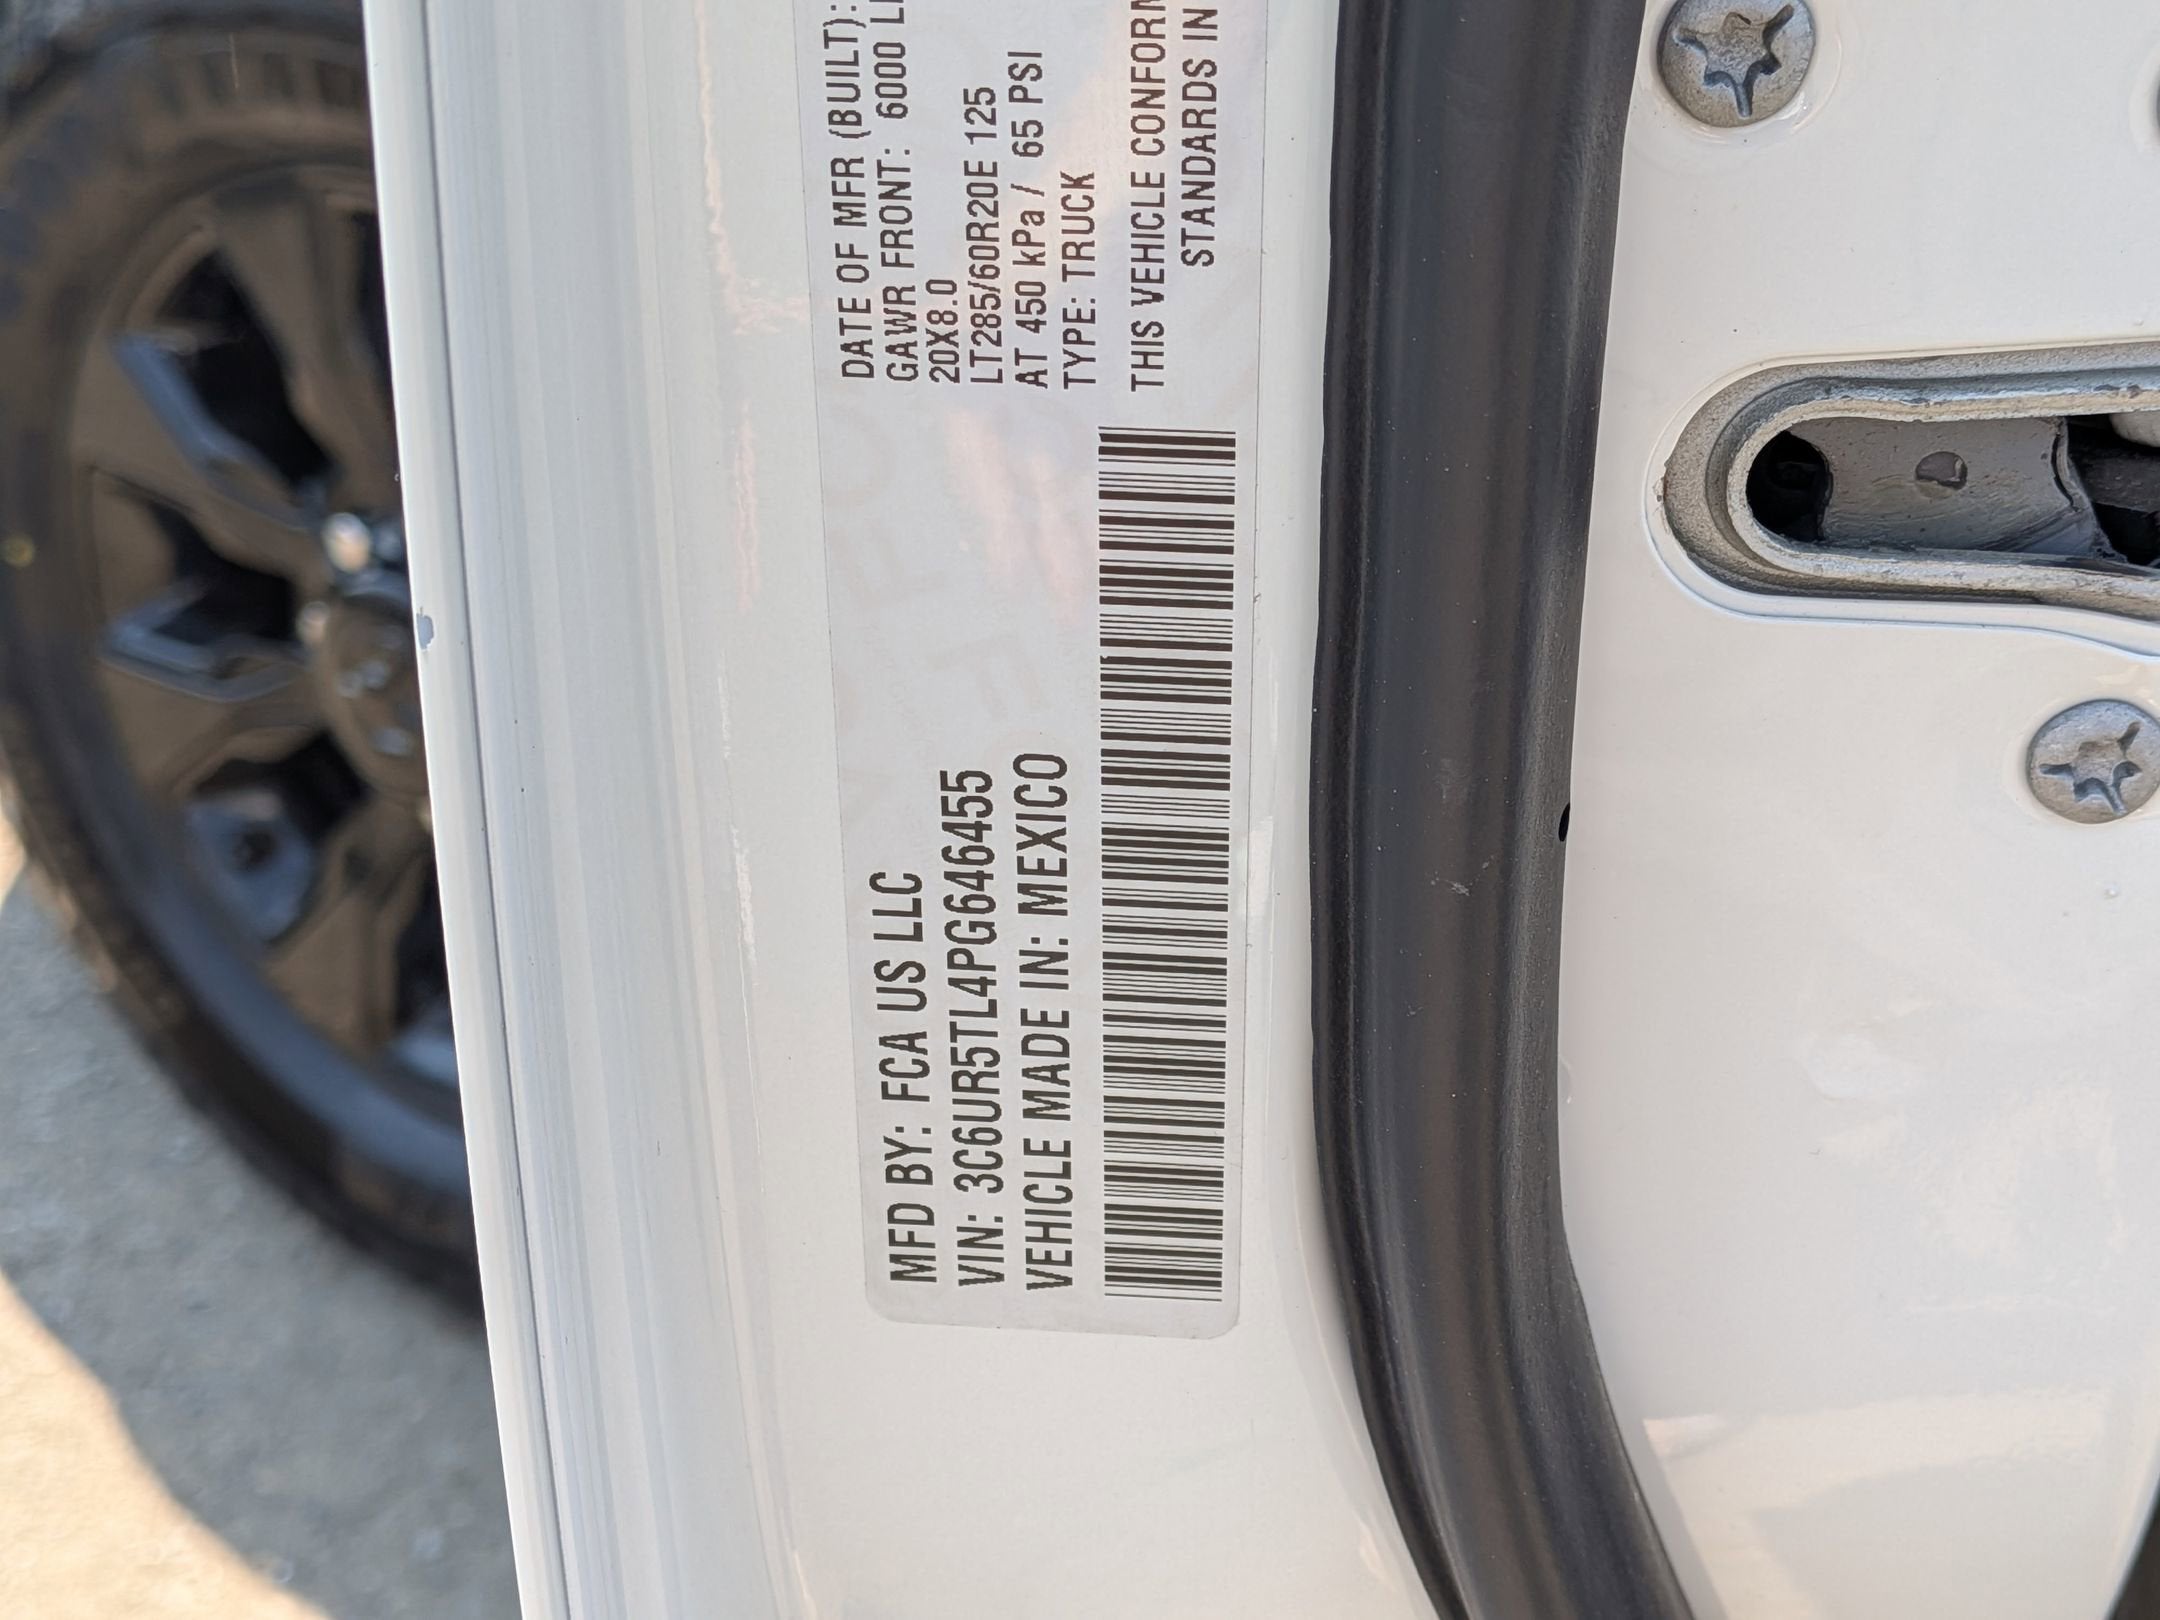 MFD BY: FCA US LLC
VIN: 3C6UR5TL4PG646455
VEHICLE MADE IN: MEXICO
DATE OF MFR (BUILT):
GAWR FRONT: 6000
20X8.0
LT285/60R20E 125
AT 450 kPa / 65 PSI
TYPE: TRUCK
THIS VEHICLE CONFORM
STANDARDS IN